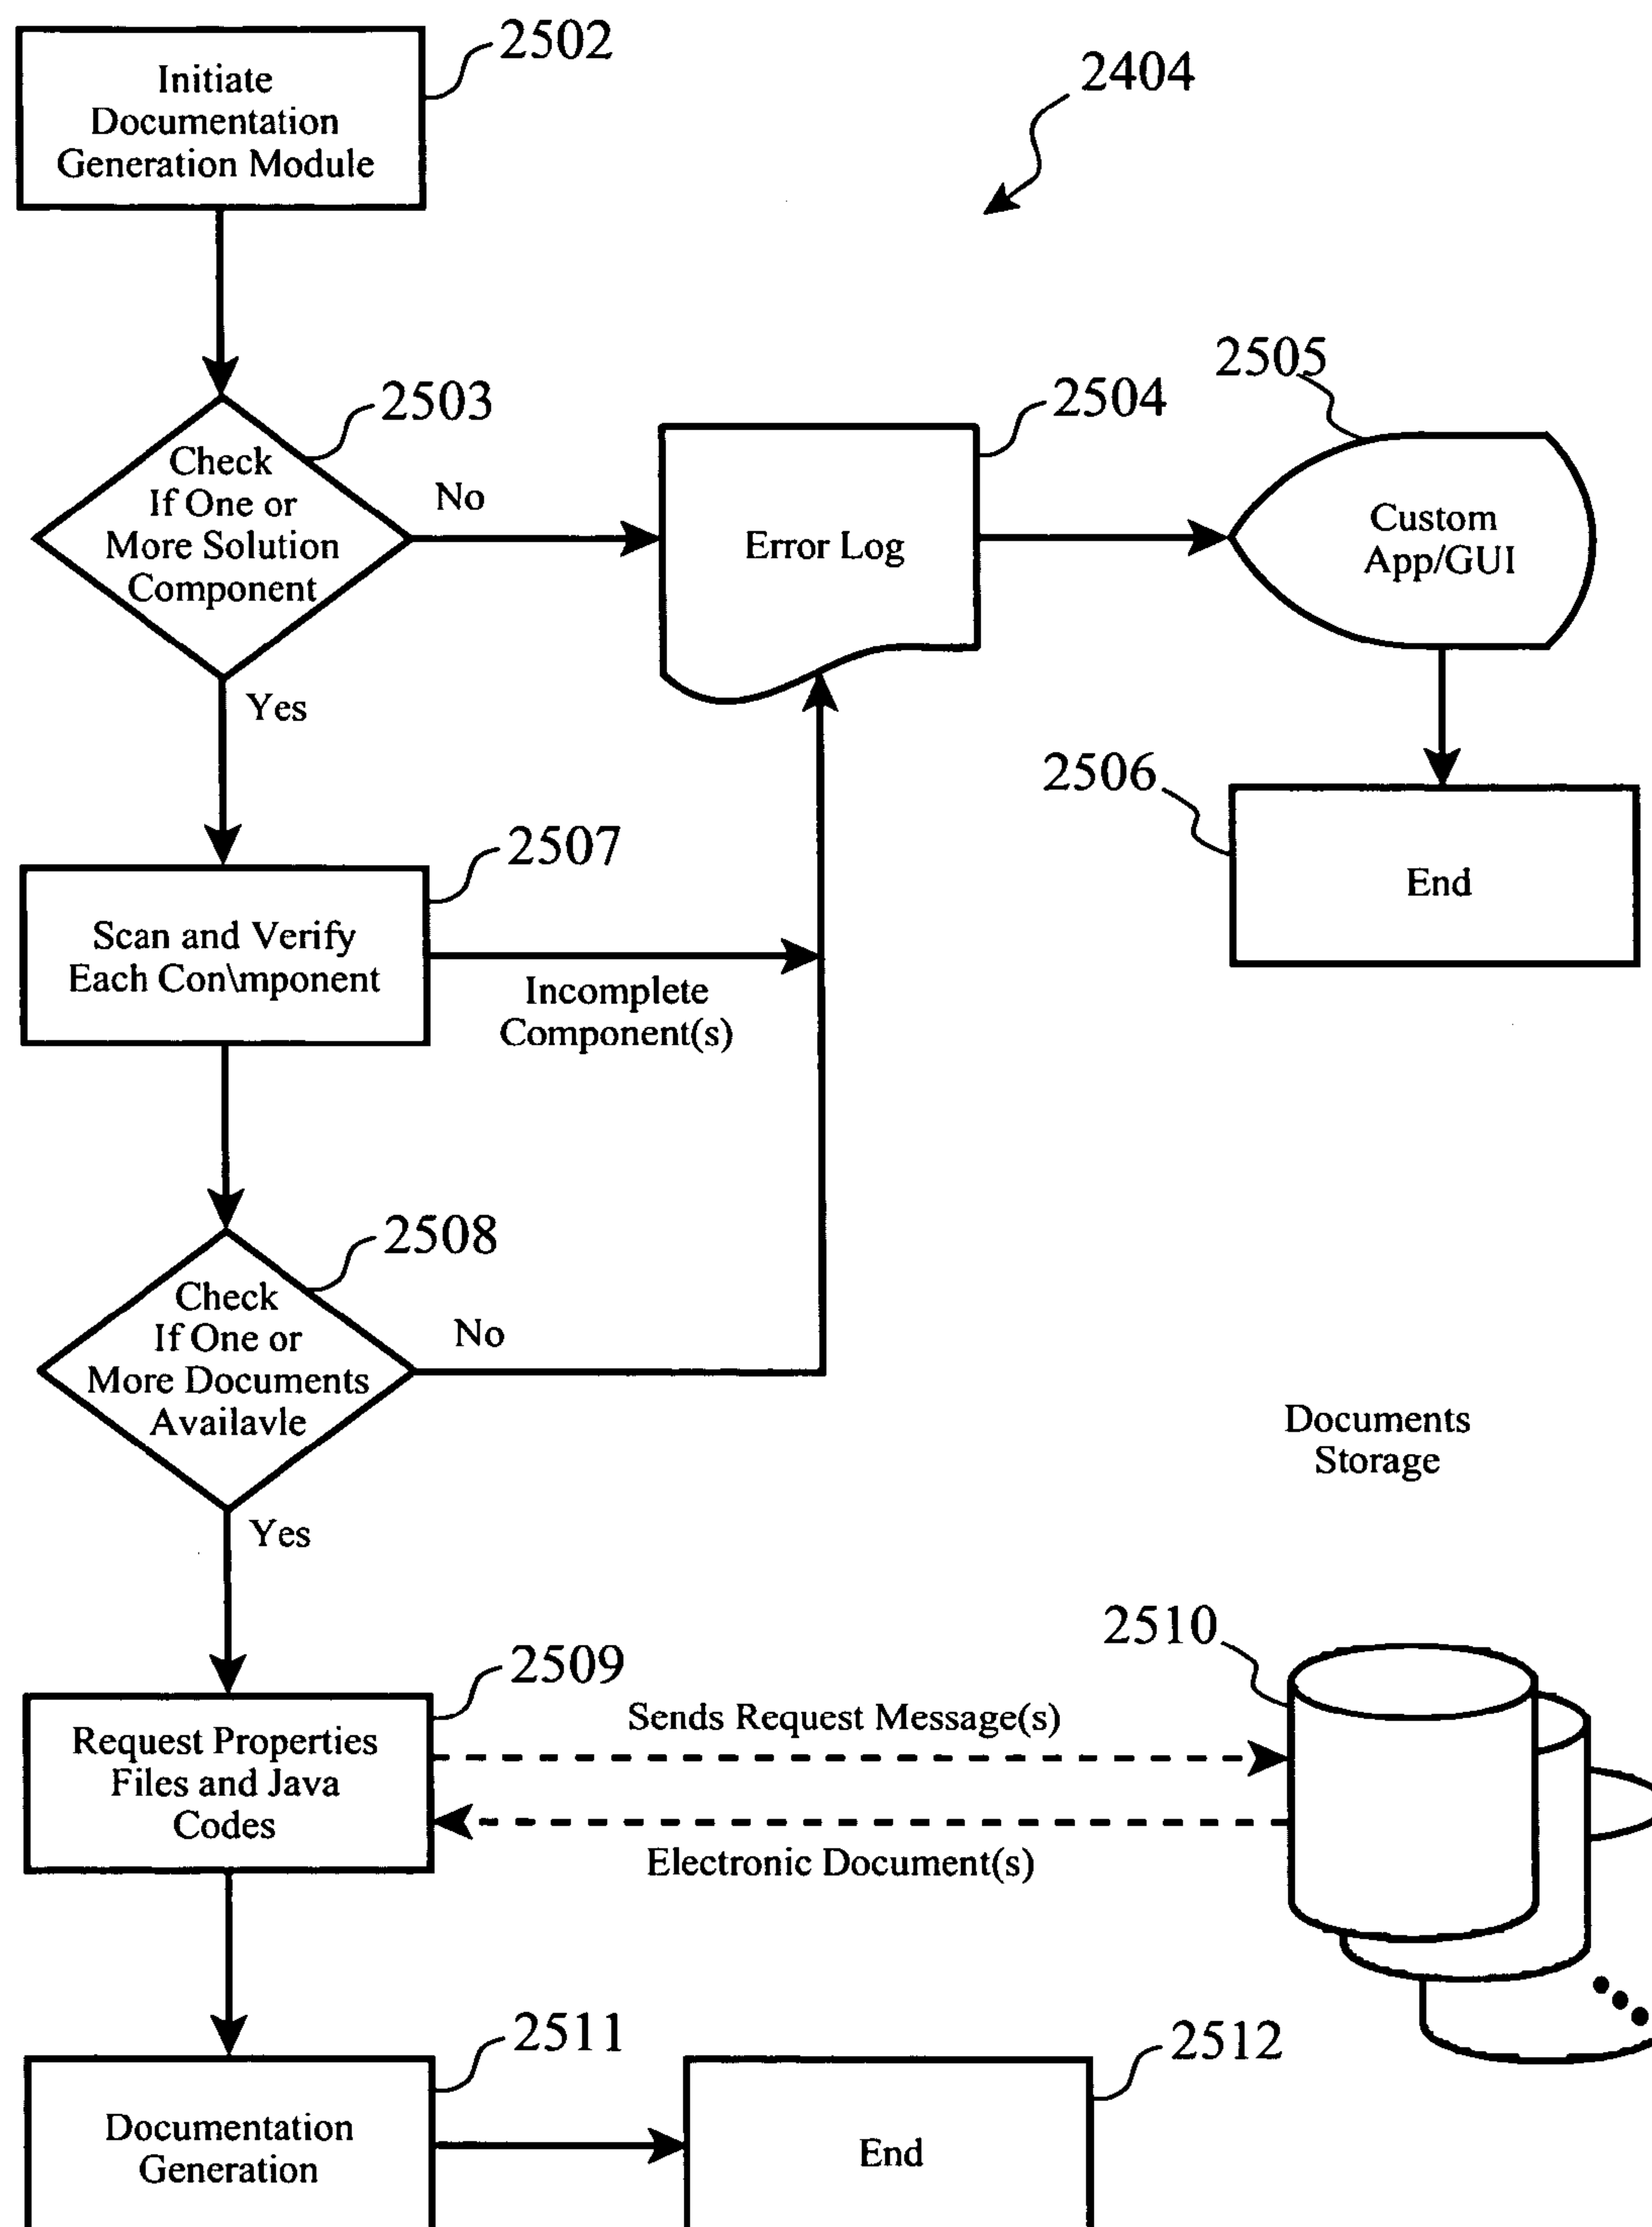 2502
Initiate
Documentation
Generation Module
2404
2503
Check
If One or
More Solution
Component
No
Yes
2504
Error Log
2505
Custom
App/GUI
2506
End
2507
Scan and Verify
Each Con\mponent
Incomplete
Component(s)
2508
Check
If One or
More Documents
Availavle
No
Yes
Documents
Storage
2509
Request Properties
Files and Java
Codes
Sends Request Message(s)
Electronic Document(s)
2510
2511
Documentation
Generation
2512
End